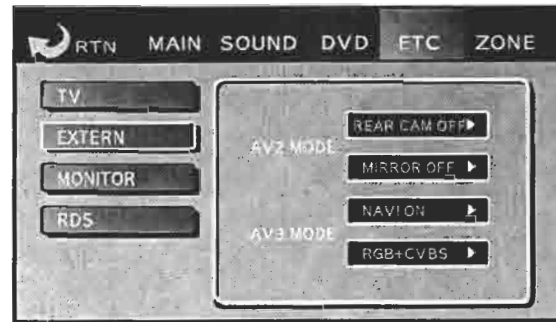 RTN MAIN SOUND DVD ETC ZONE
TV
EXTERN
MONITOR
RDS
AV2 MODE
REAR CAM OFF
MIRROR OFF
AV3 MODE
NAVI ON
RGB+CVBS